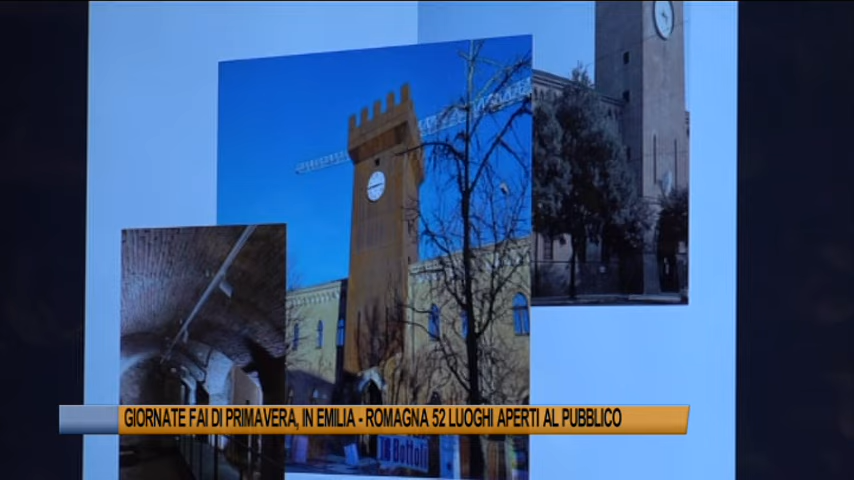 GIORNATE FAI DI PRIMAVERA, IN EMILIA - ROMAGNA 52 LUOGHI APERTI AL PUBBLICO
Bottoli